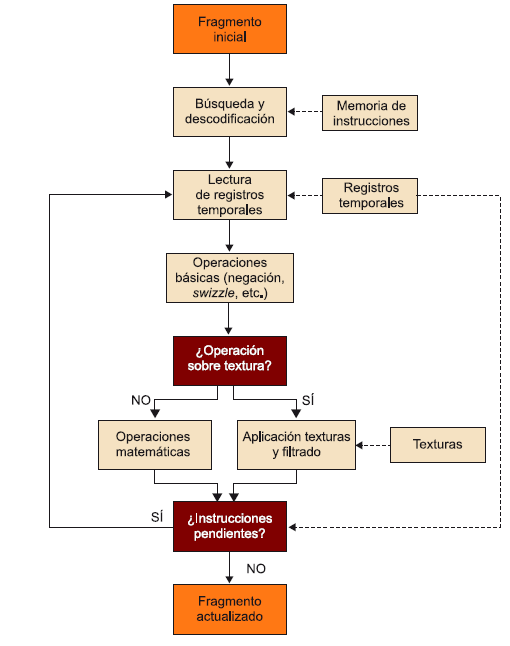 Fragmento
inicial
Búsqueda y
descodificación
Memoria de
instrucciones
Lectura
de registros
temporales
Registros
temporales
Operaciones
básicas (negación,
swizzle, etc.)
¿Operación
sobre textura?
NO
SÍ
Operaciones
matemáticas
Aplicación texturas
y filtrado
Texturas
SÍ
¿Instrucciones
pendientes?
NO
Fragmento
actualizado